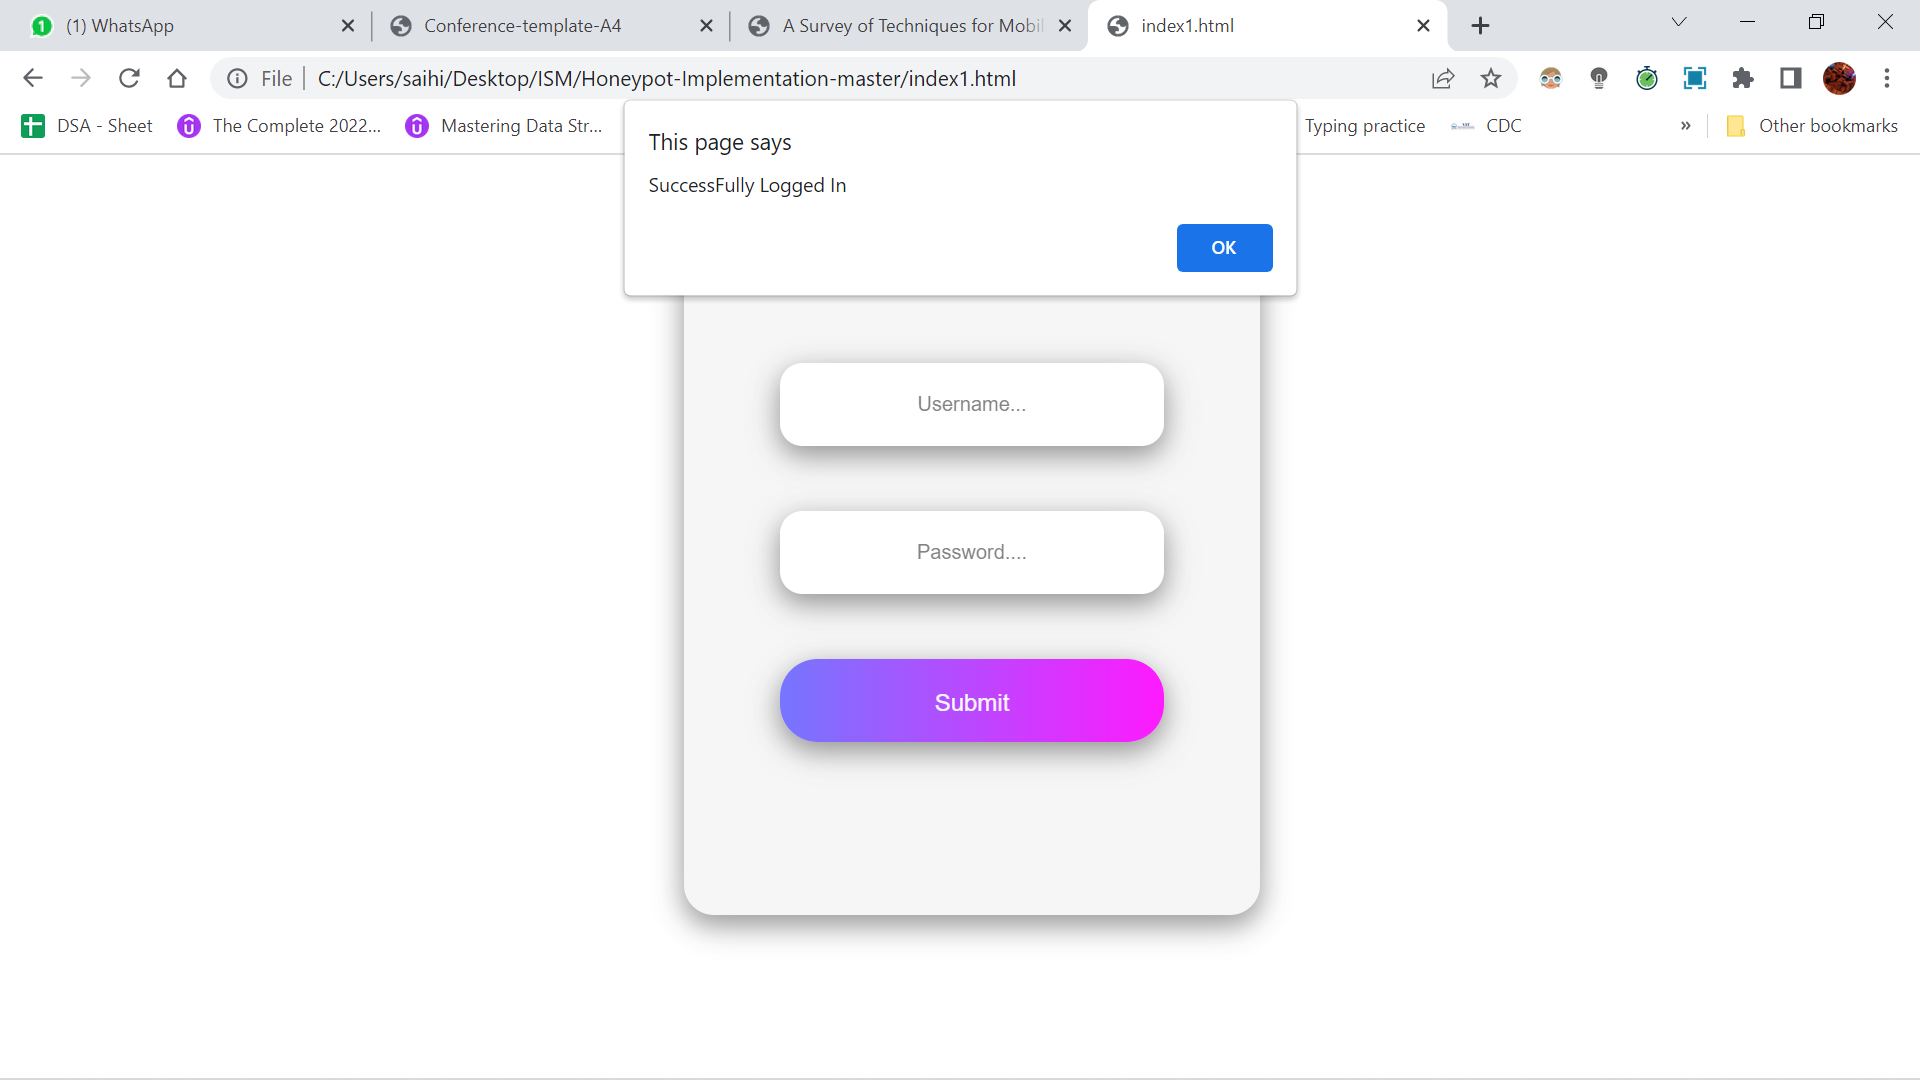 (1) WhatsApp
Conference-template-A4
A Survey of Techniques for Mobil
index1.html
File
C:/Users/saihi/Desktop/ISM/Honeypot-Implementation-master/index1.html
DSA - Sheet
The Complete 2022...
Mastering Data Str...
Typing practice
CDC
»
Other bookmarks
This page says
SuccessFully Logged In
OK
Username...
Password....
Submit